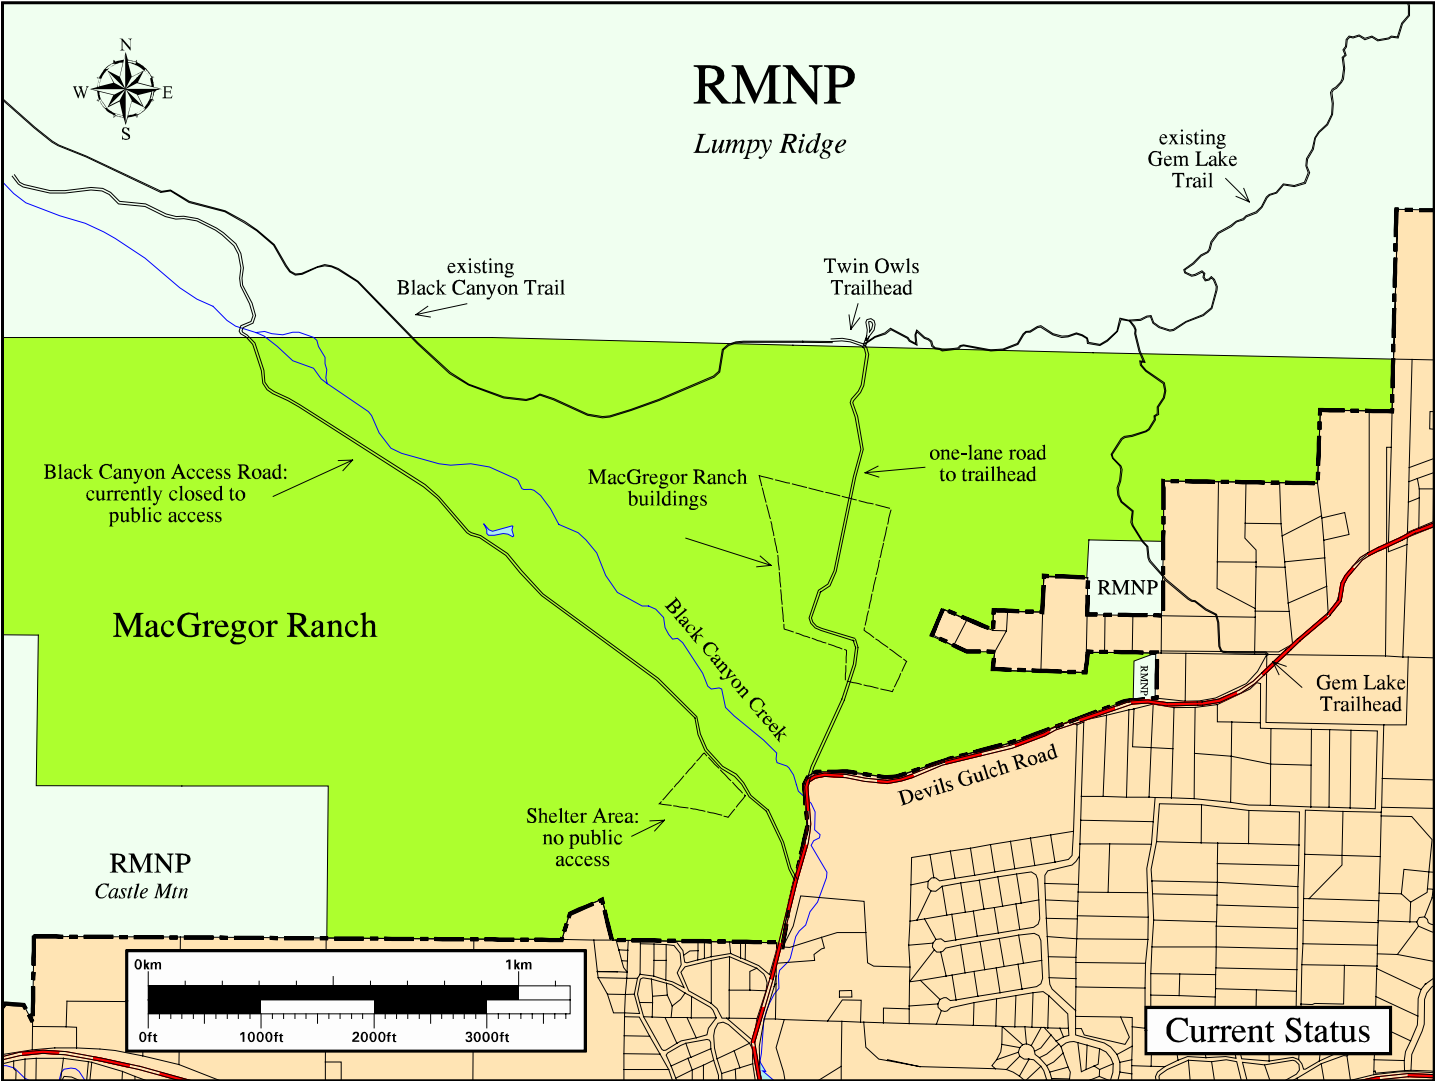 N
W E
S
RMNP
Lumpy Ridge
existing
Gem Lake
Trail
existing
Black Canyon Trail
Twin Owls
Trailhead
Black Canyon Access Road:
currently closed to
public access
MacGregor Ranch
buildings
one-lane road
to trailhead
RMNP
MacGregor Ranch
Black Canyon Creek
RMNP
Gem Lake
Trailhead
Devils Gulch Road
Shelter Area:
no public
access
RMNP
Castle Mtn
0km 1km
0ft 1000ft 2000ft 3000ft
Current Status